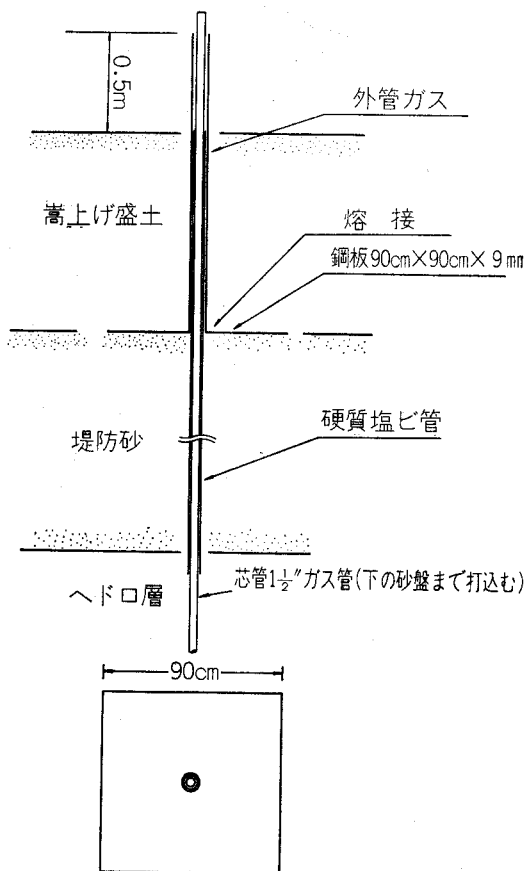 0.5m
外管ガス
嵩上げ盛土
熔 接
鋼板90cm×90cm×9mm
堤防砂
硬質塩ビ管
ヘドロ層
芯管1½″ガス管(下の砂盤まで打込む)
90cm